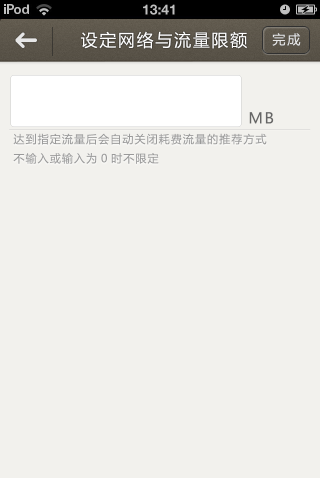 iPod 13:41
设定网络与流量限额 完成
MB
达到指定流量后会自动关闭耗费流量的推荐方式
不输入或输入为 0 时不限定